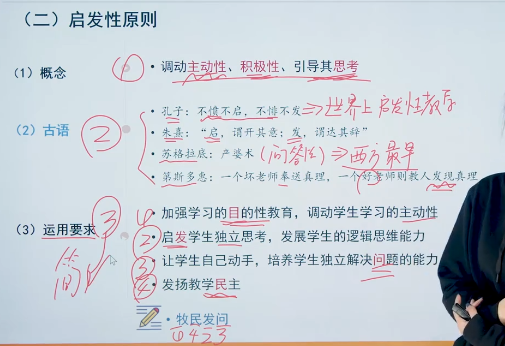 （二）启发性原则
（1）概念 ① • 调动主动性、积极性、引导其思考
（2）古语 ②
• 孔子：不愤不启，不悱不发 ⇒世界上启发性教育
• 朱熹：“启，谓开其意；发，谓达其辞”
• 苏格拉底：产婆术（问答法）⇒西方最早
• 第斯多惠：一个坏老师奉送真理，一个好老师则教人发现真理
（3）运用要求 ③
简
① 加强学习的目的性教育，调动学生学习的主动性
② 启发学生独立思考，发展学生的逻辑思维能力
③ 让学生自己动手，培养学生独立解决问题的能力
④ 发扬教学民主
• 牧民发问
① 4 2 3